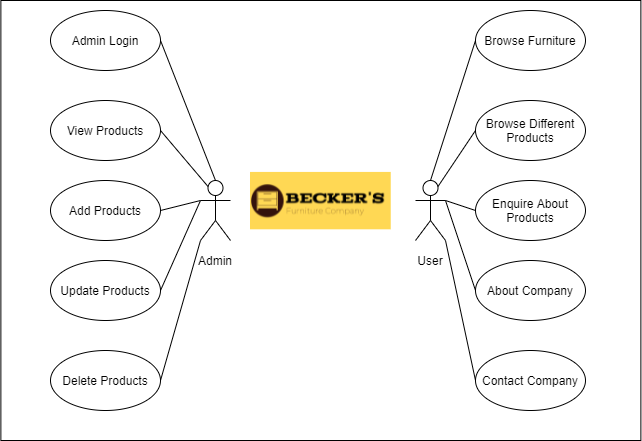 Admin Login
View Products
Add Products
Update Products
Delete Products
Admin
BECKER'S
Furniture Company
User
Browse Furniture
Browse Different
Products
Enquire About
Products
About Company
Contact Company